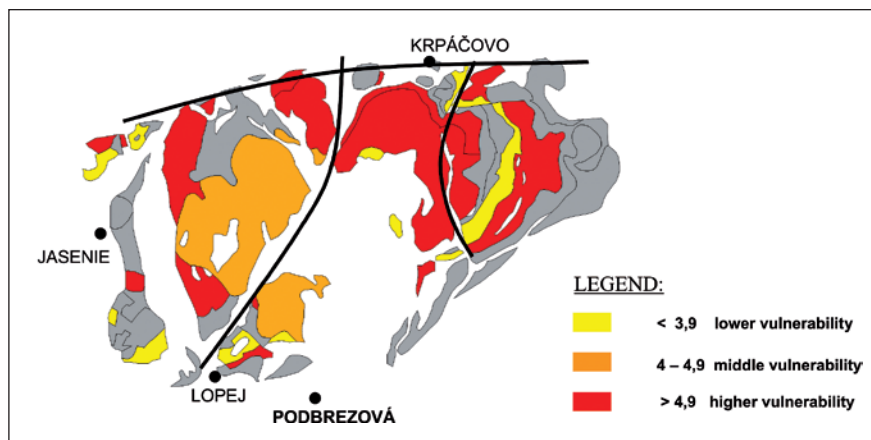 KRPÁČOVO
JASENIE
LOPEJ
PODBREZOVÁ
LEGEND:
< 3,9 lower vulnerability
4 – 4,9 middle vulnerability
> 4,9 higher vulnerability